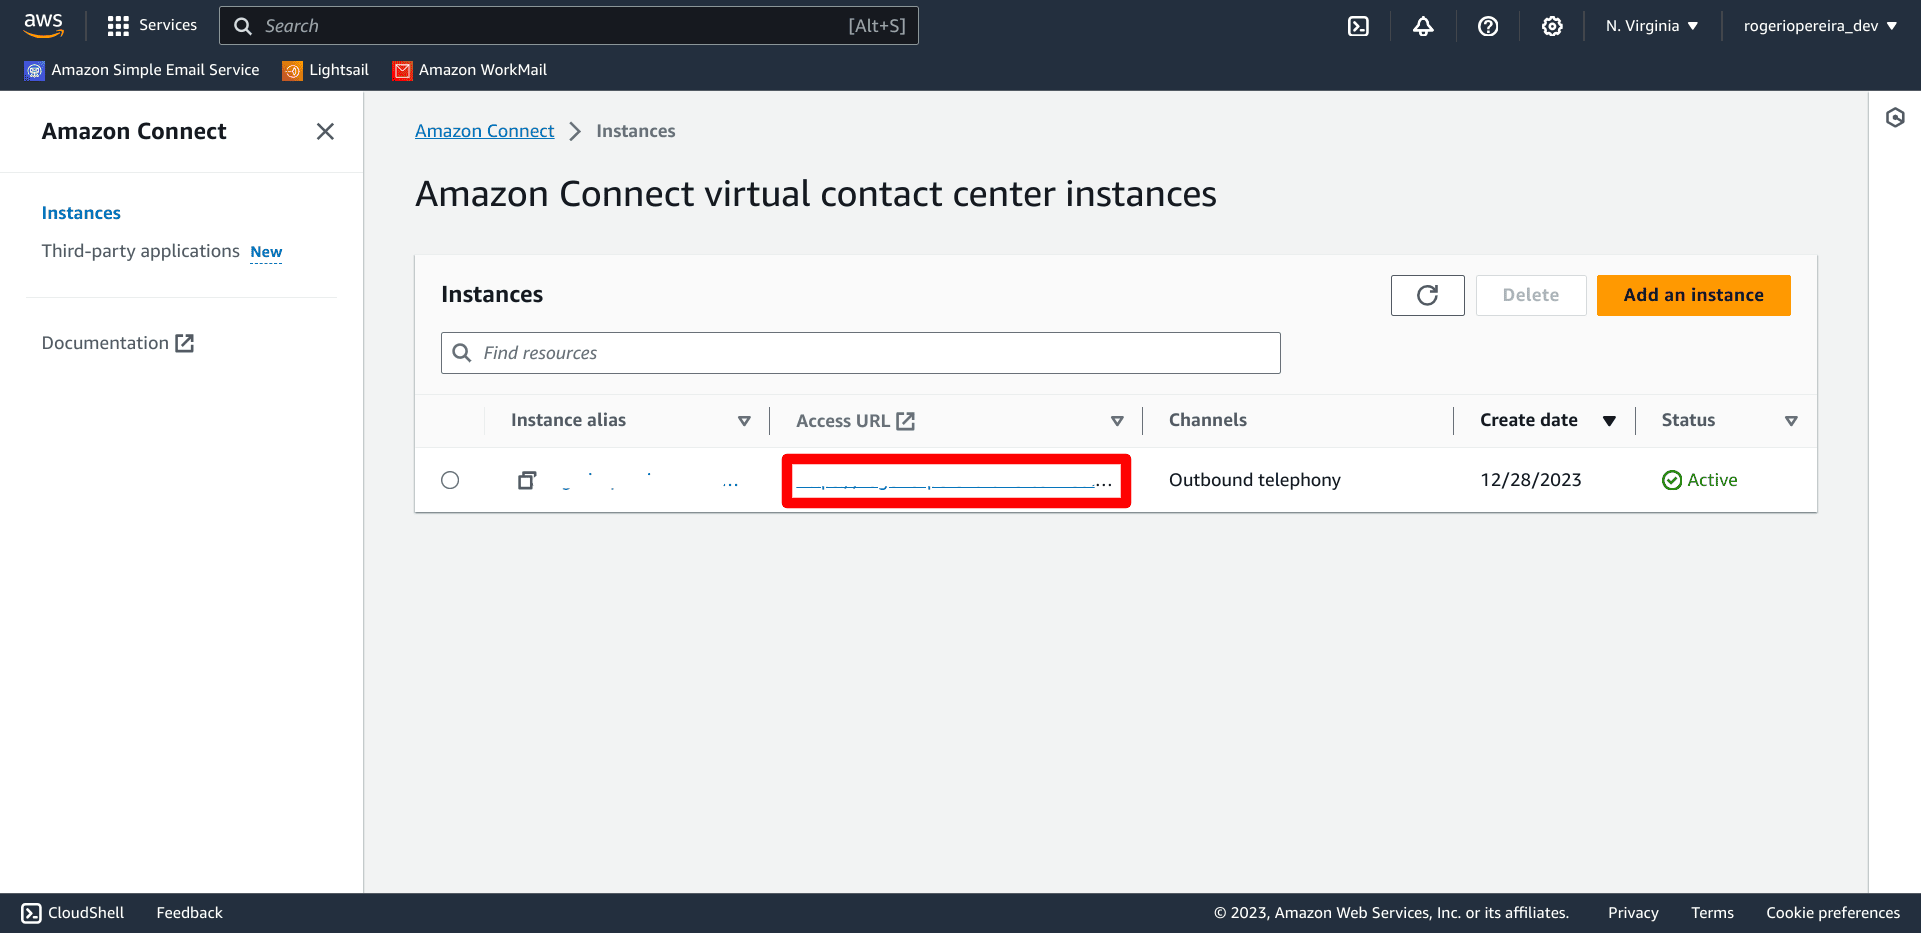 aws
Services
Search [Alt+S]
N. Virginia
rogeriopereira_dev
Amazon Simple Email Service
Lightsail
Amazon WorkMail
Amazon Connect
Instances
Third-party applications New
Documentation
Amazon Connect Instances
Amazon Connect virtual contact center instances
Instances
Delete
Add an instance
Find resources
Instance alias
Access URL
Channels
Create date
Status
...
...
Outbound telephony
12/28/2023
Active
CloudShell
Feedback
© 2023, Amazon Web Services, Inc. or its affiliates.
Privacy
Terms
Cookie preferences